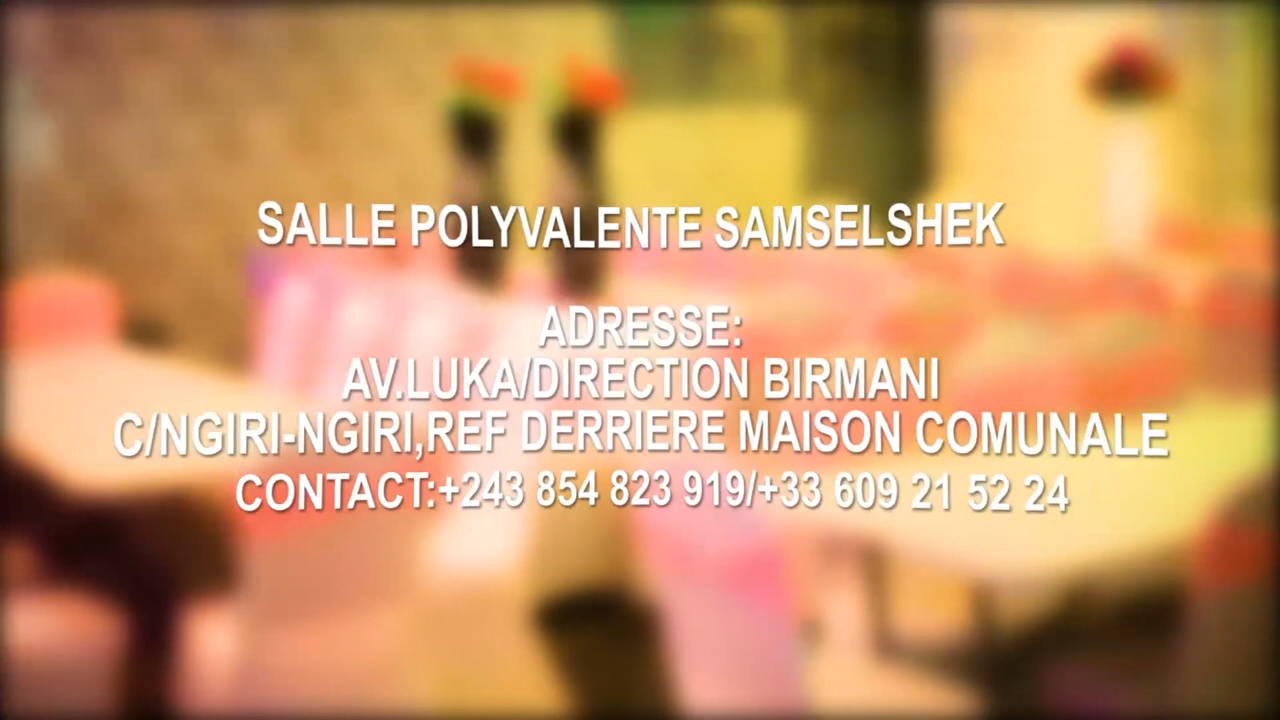 SALLE POLYVALENTE SAMSELSHEK
ADRESSE:
AV.LUKA/DIRECTION BIRMANI
C/NGIRI-NGIRI,REF DERRIERE MAISON COMUNALE
CONTACT:+243 854 823 919/+33 609 21 52 24